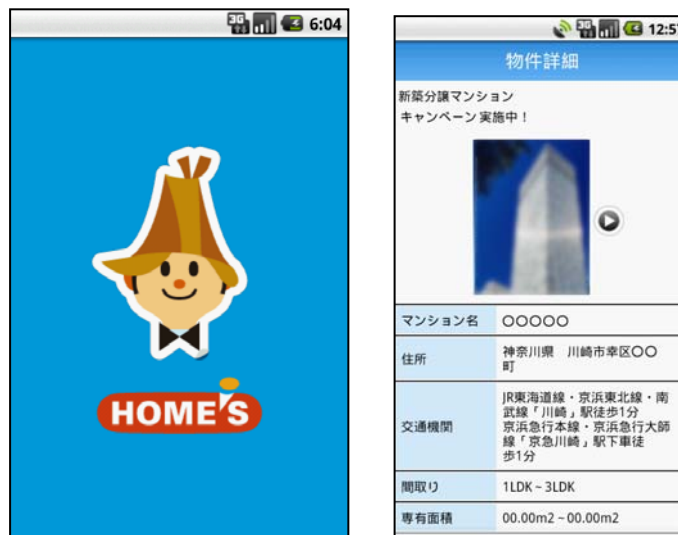 3G 6:04
HOME'S
3G 12:57
物件詳細
新築分譲マンション
キャンペーン実施中！
マンション名 ○○○○○
住所 神奈川県　川崎市幸区○○
町
交通機関 JR東海道線・京浜東北線・南
武線「川崎」駅徒歩1分
京浜急行本線・京浜急行大師
線「京急川崎」駅下車徒
歩1分
間取り 1LDK ~ 3LDK
専有面積 00.00m2 ~ 00.00m2